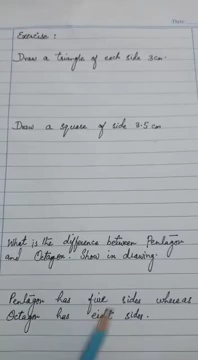 Date
Exercise :
Draw a triangle of each side 3cm.
Draw a square of side 3.5 cm
What is the difference between Pentagon
and Octagon. Show in drawing.
Pentagon has five sides whereas
Octagon has eight sides.